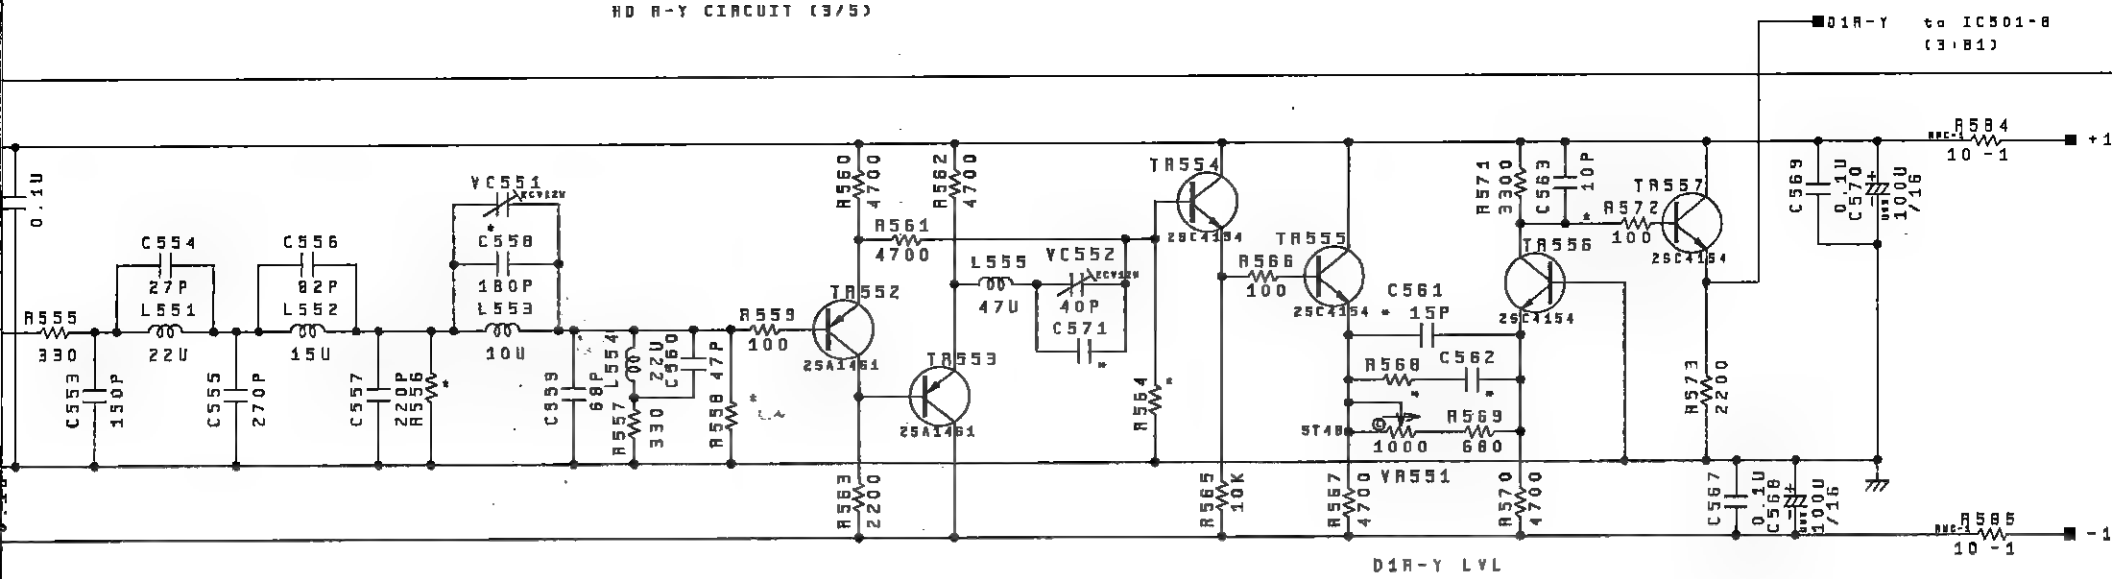 HD R-Y CIRCUIT (3/5)
D1R-Y to IC501-8
(3:B1)
R584
10 -1
+1
0.1U
R555
330
C553
150P
C554
27P
L551
22U
C555
270P
C556
82P
L552
15U
C557
220P
R556
*
VC551
ECV12W
*
C558
180P
L553
10U
C559
68P
L554
22U
C560
47P
R557
330
R558
*
R559
100
R560
4700
R562
4700
R561
4700
TR552
2SA1461
TR553
2SA1461
R563
2200
L555
47U
VC552
ECV12W
40P
C571
*
R564
*
TR554
2SC4154
R565
10K
R566
100
TR555
2SC4154
C561
* 15P
R568
*
C562
*
ST4B
1000
VR551
R569
680
R567
4700
R570
4700
R571
3300
C563
10P
*
R572
100
TR556
2SC4154
TR557
2SC4154
R573
2200
C569
0.1U
C570
100U
/16
C567
0.1U
C568
100U
/16
R585
10 -1
-1
D1R-Y LVL